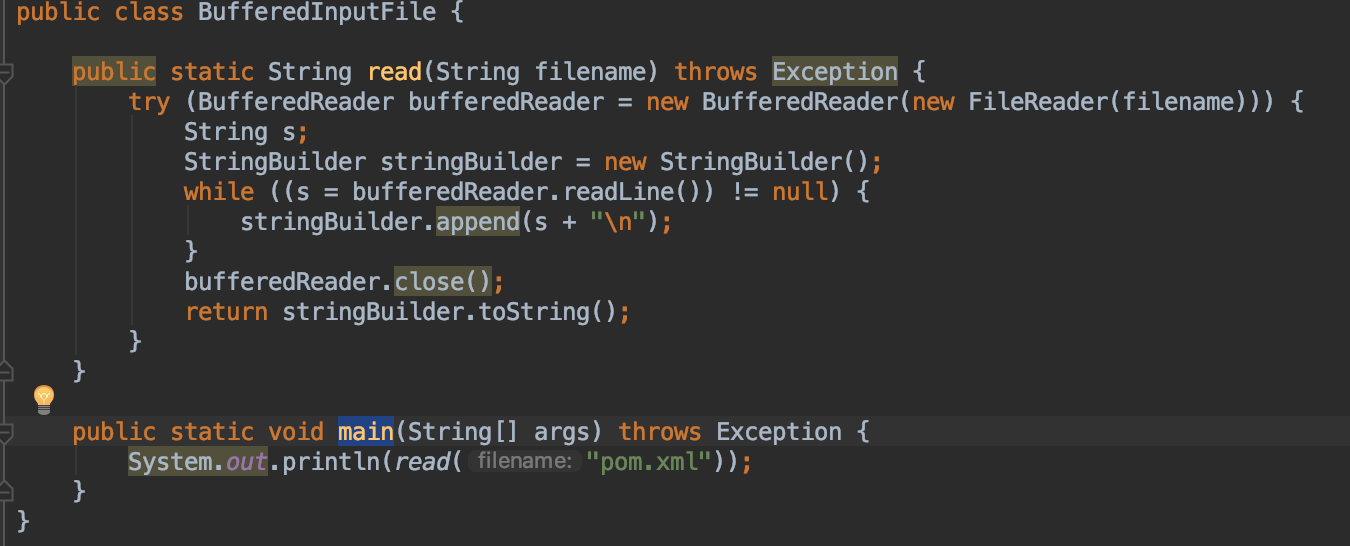 public class BufferedInputFile {
public static String read(String filename) throws Exception {
try (BufferedReader bufferedReader = new BufferedReader(new FileReader(filename))) {
String s;
StringBuilder stringBuilder = new StringBuilder();
while ((s = bufferedReader.readLine()) != null) {
stringBuilder.append(s + "\n");
}
bufferedReader.close();
return stringBuilder.toString();
}
}
public static void main(String[] args) throws Exception {
System.out.println(read( filename: "pom.xml"));
}
}